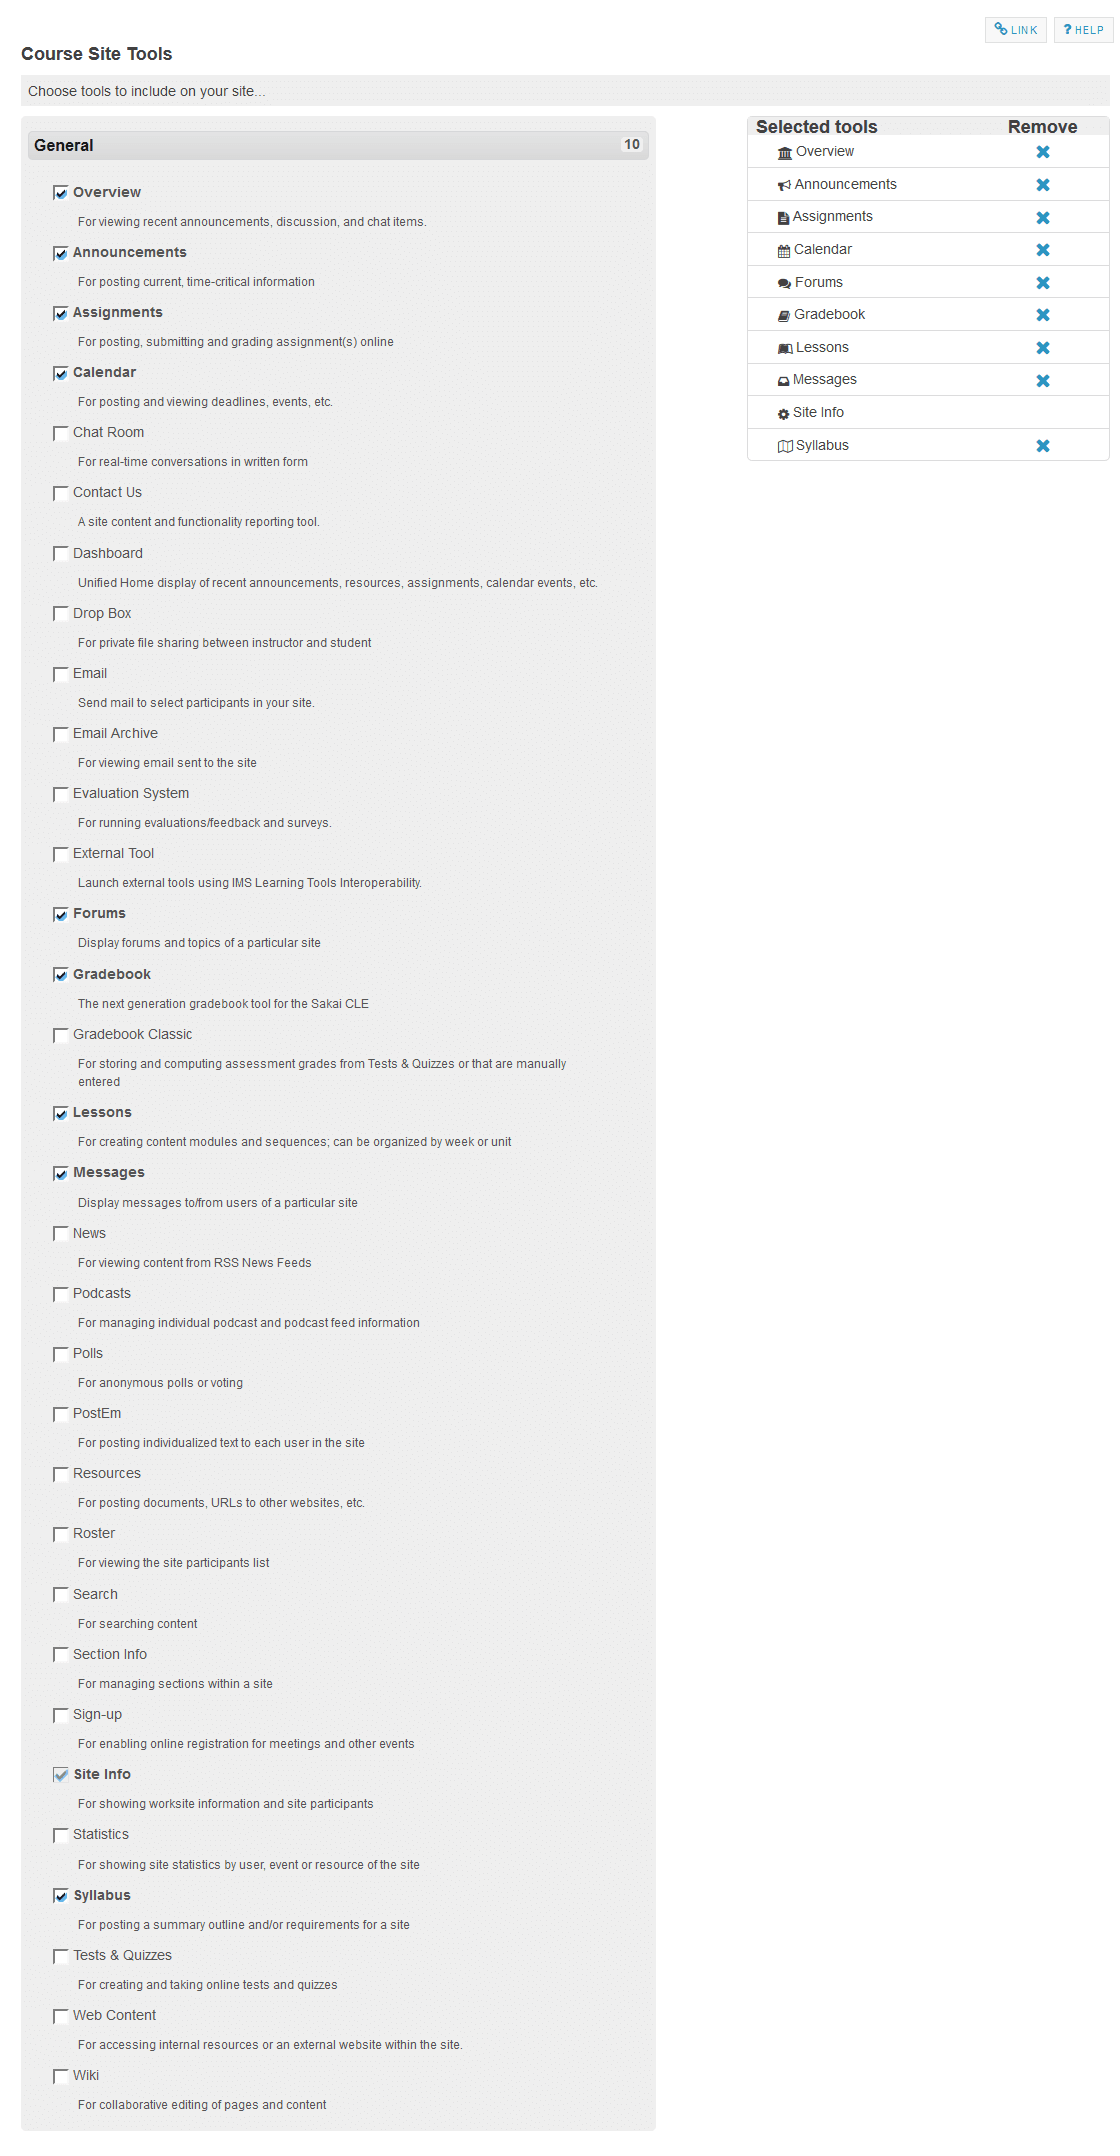 LINK
? HELP
Course Site Tools
Choose tools to include on your site...
General 10
Overview
For viewing recent announcements, discussion, and chat items.
Announcements
For posting current, time-critical information
Assignments
For posting, submitting and grading assignment(s) online
Calendar
For posting and viewing deadlines, events, etc.
Chat Room
For real-time conversations in written form
Contact Us
A site content and functionality reporting tool.
Dashboard
Unified Home display of recent announcements, resources, assignments, calendar events, etc.
Drop Box
For private file sharing between instructor and student
Email
Send mail to select participants in your site.
Email Archive
For viewing email sent to the site
Evaluation System
For running evaluations/feedback and surveys.
External Tool
Launch external tools using IMS Learning Tools Interoperability.
Forums
Display forums and topics of a particular site
Gradebook
The next generation gradebook tool for the Sakai CLE
Gradebook Classic
For storing and computing assessment grades from Tests & Quizzes or that are manually
entered
Lessons
For creating content modules and sequences; can be organized by week or unit
Messages
Display messages to/from users of a particular site
News
For viewing content from RSS News Feeds
Podcasts
For managing individual podcast and podcast feed information
Polls
For anonymous polls or voting
PostEm
For posting individualized text to each user in the site
Resources
For posting documents, URLs to other websites, etc.
Roster
For viewing the site participants list
Search
For searching content
Section Info
For managing sections within a site
Sign-up
For enabling online registration for meetings and other events
Site Info
For showing worksite information and site participants
Statistics
For showing site statistics by user, event or resource of the site
Syllabus
For posting a summary outline and/or requirements for a site
Tests & Quizzes
For creating and taking online tests and quizzes
Web Content
For accessing internal resources or an external website within the site.
Wiki
For collaborative editing of pages and content
Selected tools Remove
Overview
Announcements
Assignments
Calendar
Forums
Gradebook
Lessons
Messages
Site Info
Syllabus